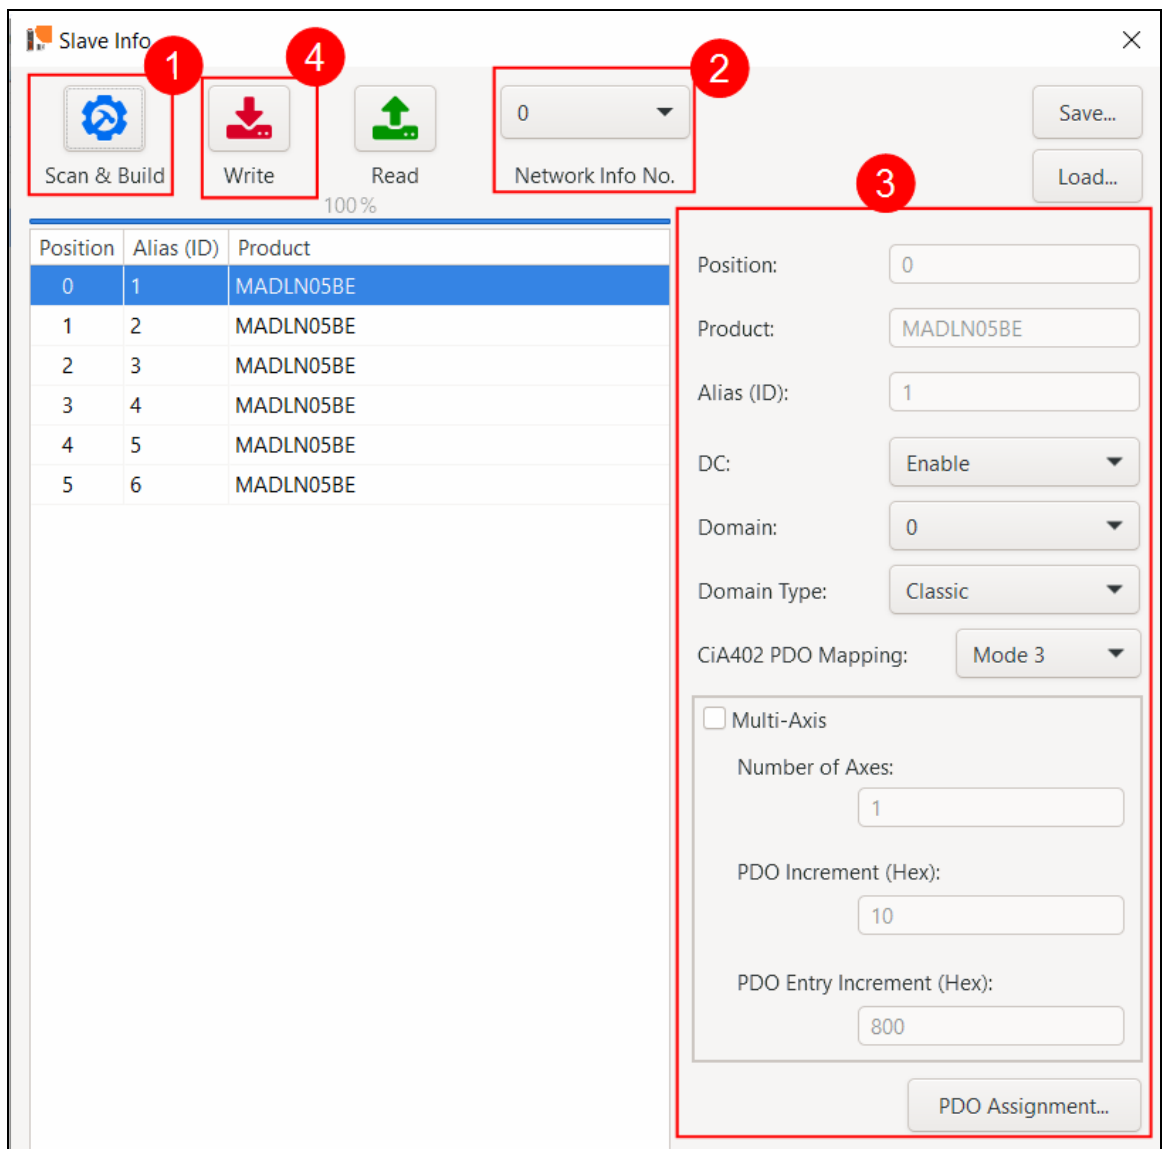 Slave Info
1
4
2
0
Save...
Scan & Build
Write
Read
Network Info No.
Load...
3
100%
Position Alias (ID) Product
0 1 MADLN05BE
1 2 MADLN05BE
2 3 MADLN05BE
3 4 MADLN05BE
4 5 MADLN05BE
5 6 MADLN05BE
Position: 0
Product: MADLN05BE
Alias (ID): 1
DC: Enable
Domain: 0
Domain Type: Classic
CiA402 PDO Mapping: Mode 3
Multi-Axis
Number of Axes:
1
PDO Increment (Hex):
10
PDO Entry Increment (Hex):
800
PDO Assignment...